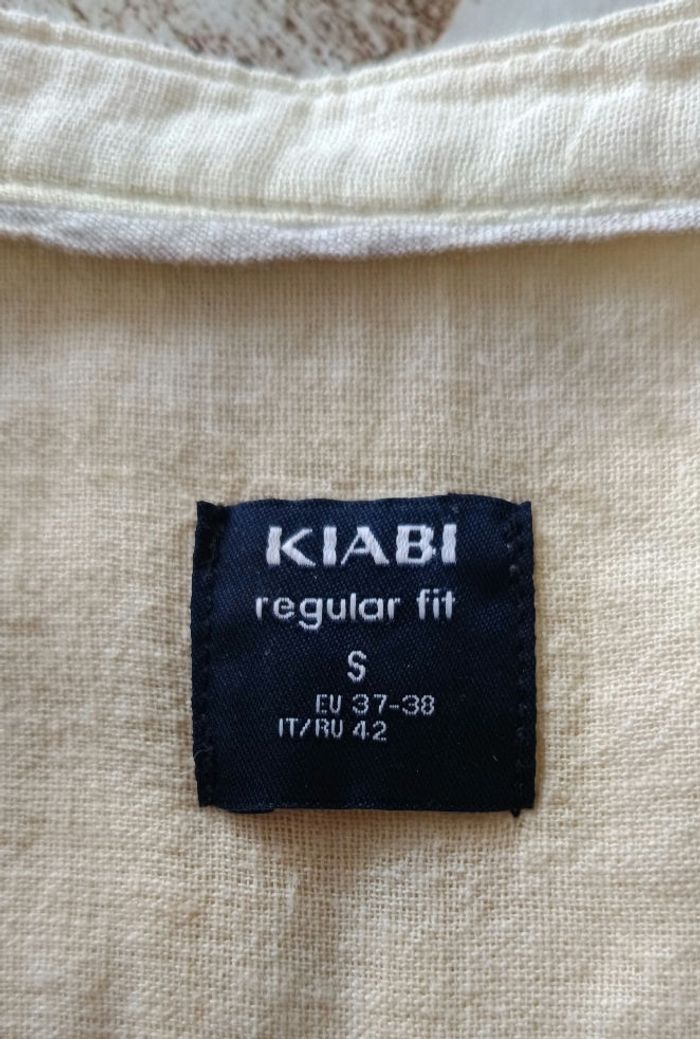 KIABI
regular fit
S
EU 37-38
IT/RU 42